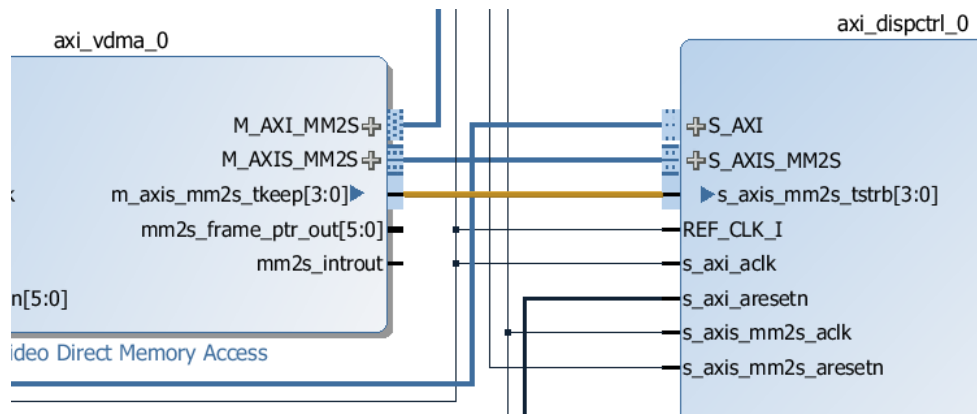 axi_vdma_0
M_AXI_MM2S
M_AXIS_MM2S
m_axis_mm2s_tkeep[3:0]
mm2s_frame_ptr_out[5:0]
mm2s_introut
n[5:0]
ideo Direct Memory Access
axi_dispctrl_0
S_AXI
S_AXIS_MM2S
s_axis_mm2s_tstrb[3:0]
REF_CLK_I
s_axi_aclk
s_axi_aresetn
s_axis_mm2s_aclk
s_axis_mm2s_aresetn